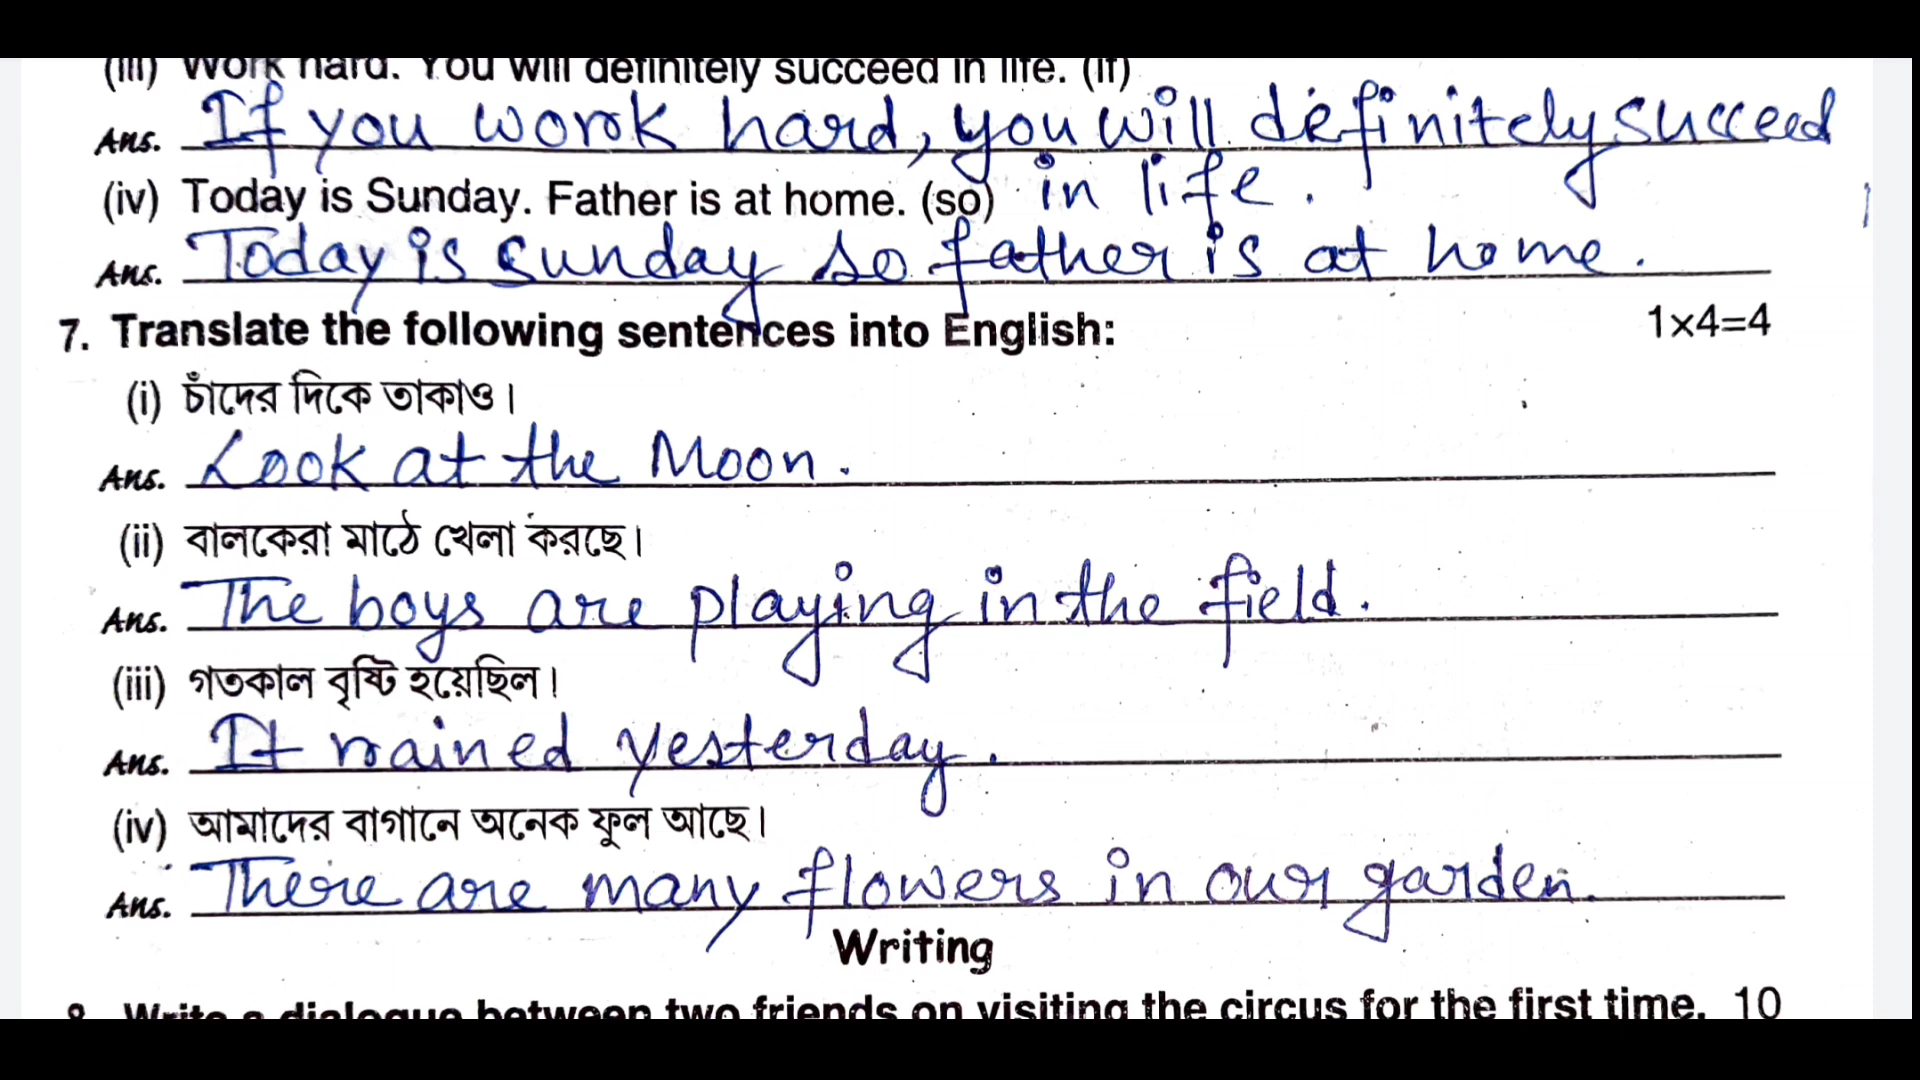 (iii) Work hard. You will definitely succeed in life. (if)
Ans. If you work hard, you will definitely succeed
in life.
(iv) Today is Sunday. Father is at home. (so)
Ans. Today is sunday so father is at home.
7. Translate the following sentences into English: 1×4=4
(i) চাঁদের দিকে তাকাও।
Ans. Look at the Moon.
(ii) বালকেরা মাঠে খেলা করছে।
Ans. The boys are playing in the field.
(iii) গতকাল বৃষ্টি হয়েছিল।
Ans. It rained yesterday.
(iv) আমাদের বাগানে অনেক ফুল আছে।
Ans. There are many flowers in our garden.
Writing
8. Write a dialogue between two friends on visiting the circus for the first time. 10